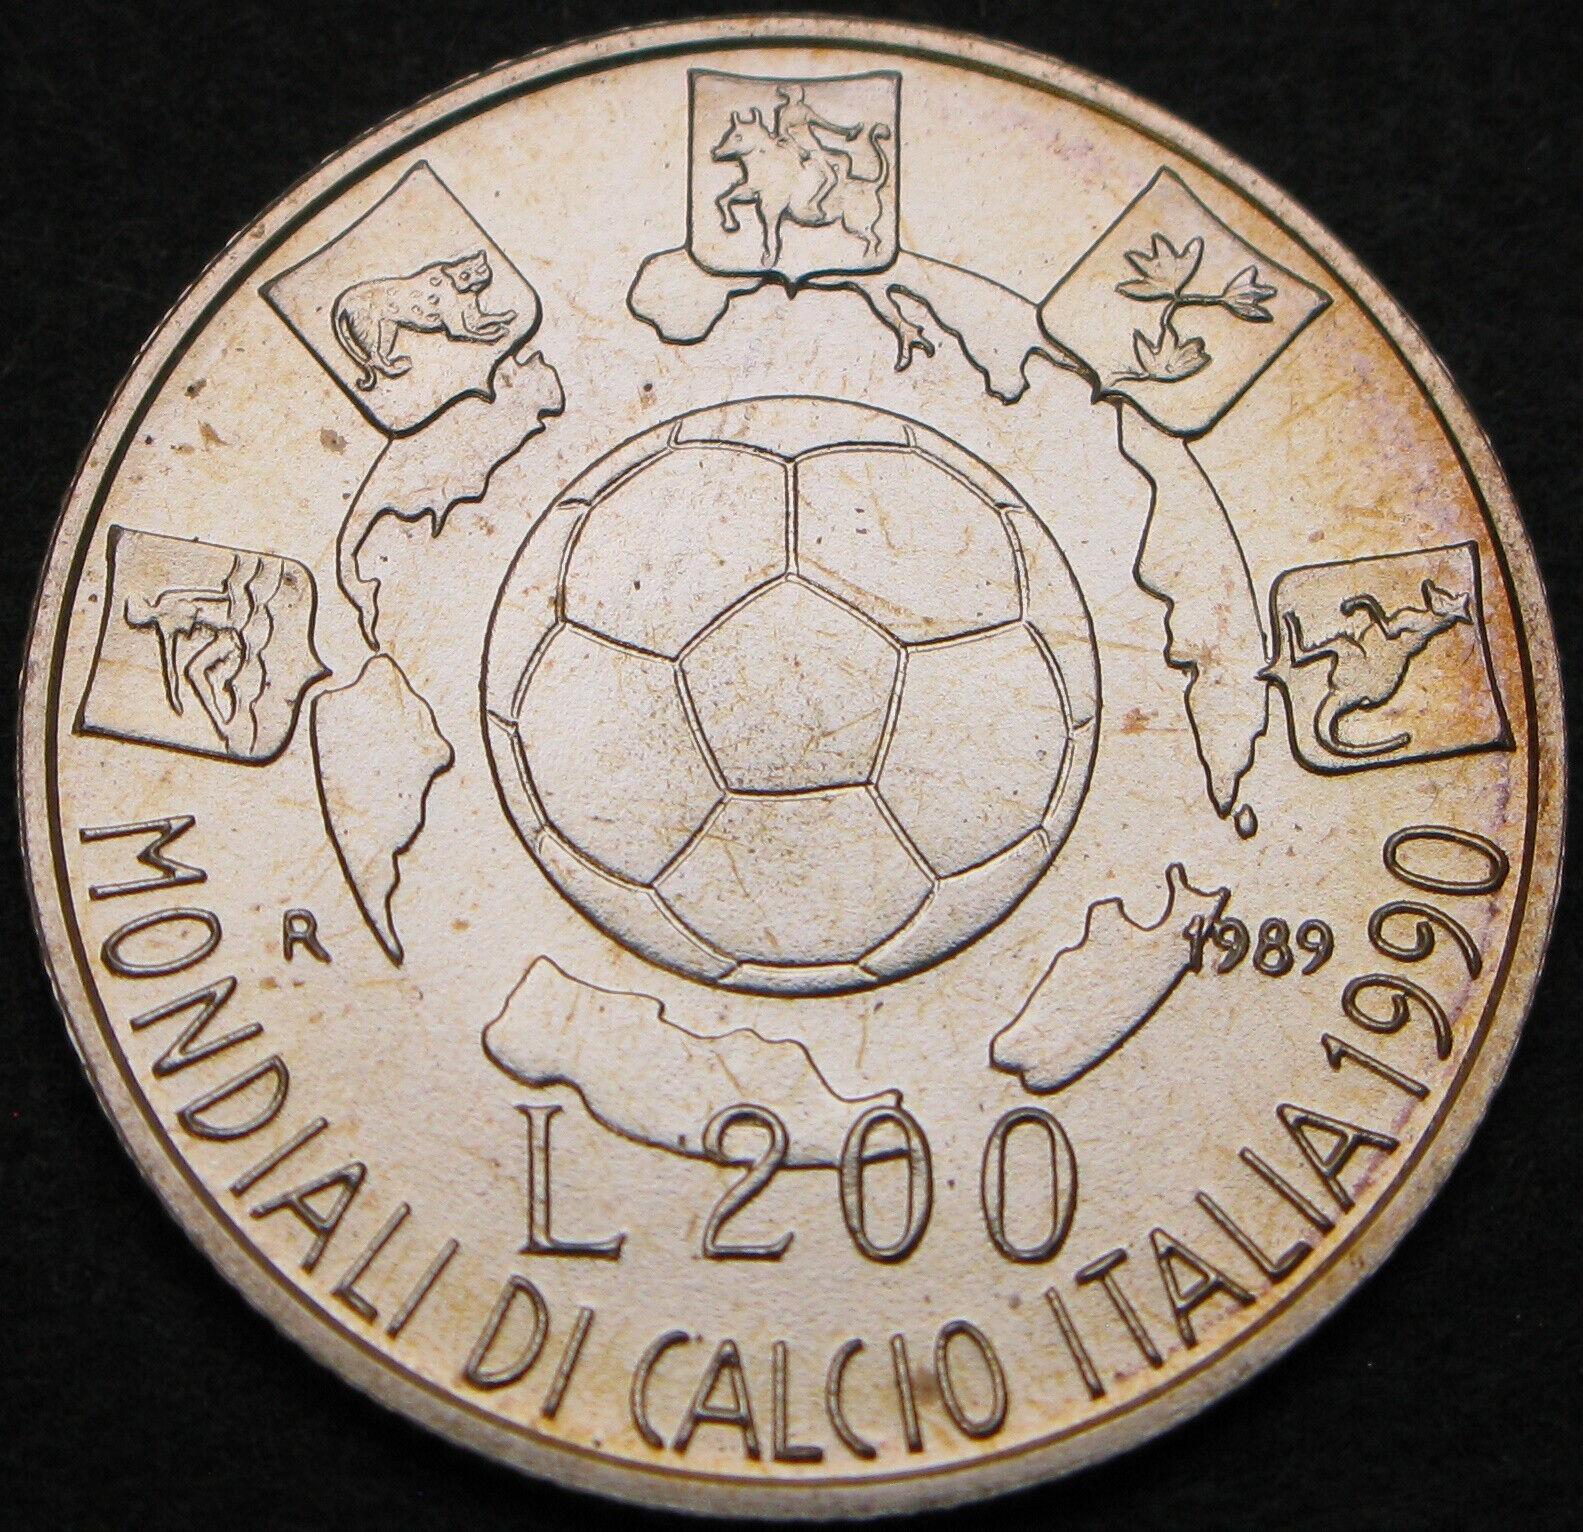 R
1989
L 200
MONDIALI DI CALCIO ITALIA 1990